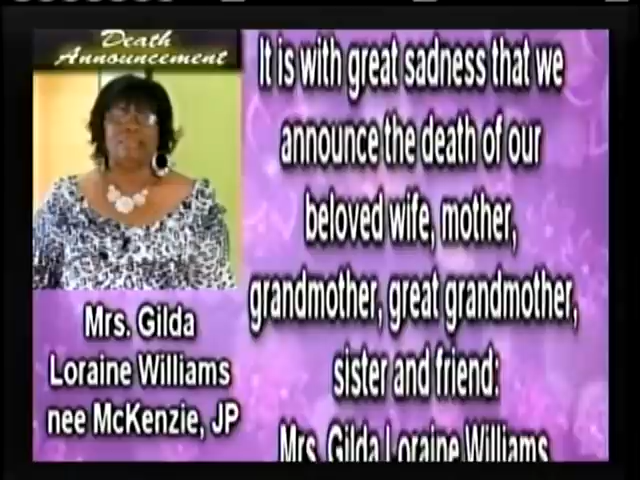 Death
Announcement
Mrs. Gilda
Loraine Williams
nee McKenzie, JP
It is with great sadness that we
announce the death of our
beloved wife, mother,
grandmother, great grandmother,
sister and friend:
Mrs. Gilda Loraine Williams